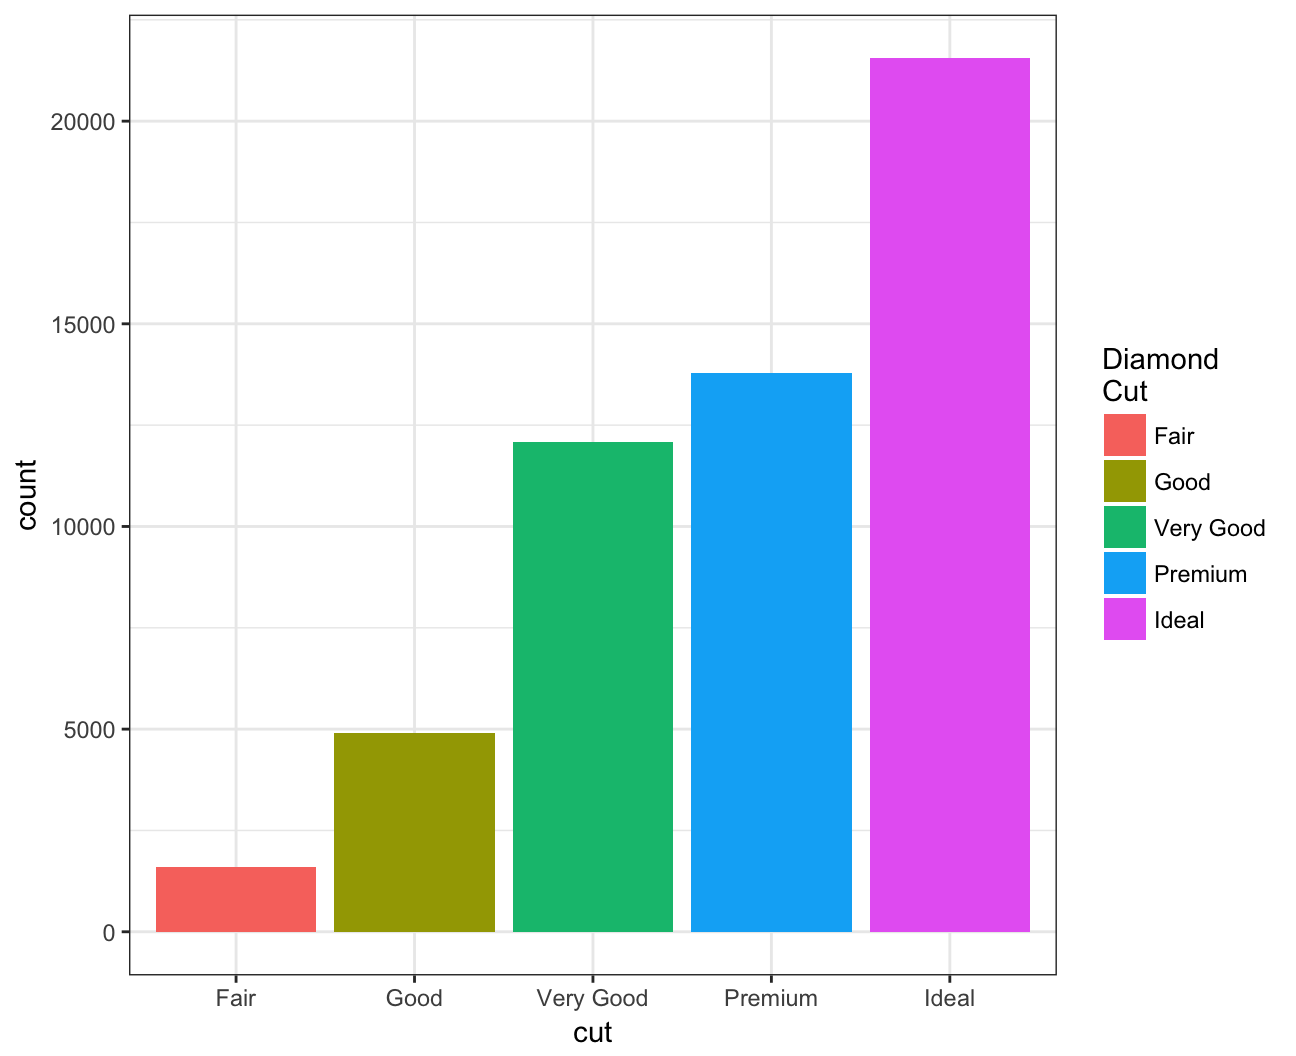 20000
15000
10000
5000
0
count
Fair
Good
Very Good
Premium
Ideal
cut
Diamond
Cut
Fair
Good
Very Good
Premium
Ideal